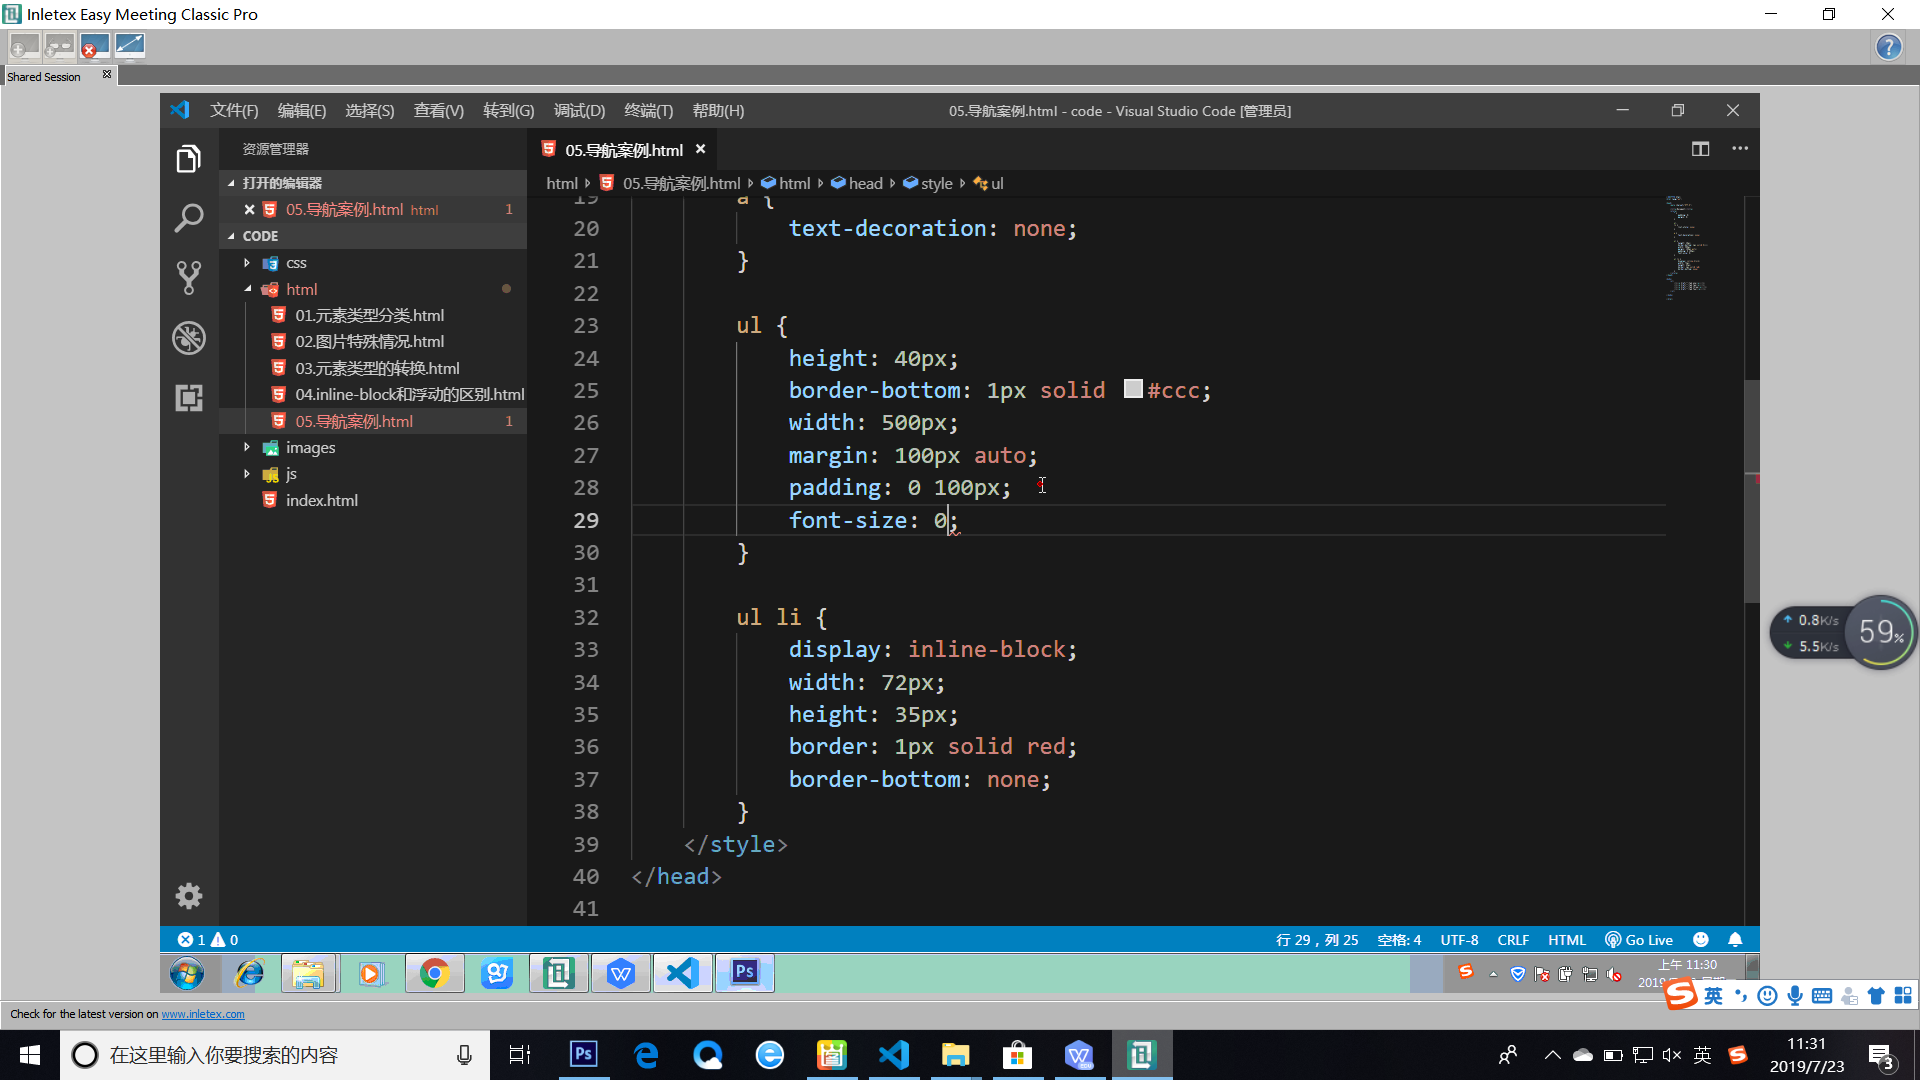 Inletex Easy Meeting Classic Pro
Shared Session
文件(F) 编辑(E) 选择(S) 查看(V) 转到(G) 调试(D) 终端(T) 帮助(H)
05.导航案例.html - code - Visual Studio Code [管理员]
资源管理器
05.导航案例.html
打开的编辑器
html 05.导航案例.html html head style ul
05.导航案例.html html 1
CODE
css
html
01.元素类型分类.html
02.图片特殊情况.html
03.元素类型的转换.html
04.inline-block和浮动的区别.html
05.导航案例.html 1
images
js
index.html
19 a {
20 text-decoration: none;
21 }
22
23 ul {
24 height: 40px;
25 border-bottom: 1px solid #ccc;
26 width: 500px;
27 margin: 100px auto;
28 padding: 0 100px;
29 font-size: 0;
30 }
31
32 ul li {
33 display: inline-block;
34 width: 72px;
35 height: 35px;
36 border: 1px solid red;
37 border-bottom: none;
38 }
39 </style>
40 </head>
41
0.8K/s
5.5K/s
59%
1 0
行 29，列 25 空格: 4 UTF-8 CRLF HTML Go Live
上午 11:30
英
Check for the latest version on www.inletex.com
在这里输入你要搜索的内容
英
11:31
2019/7/23
3